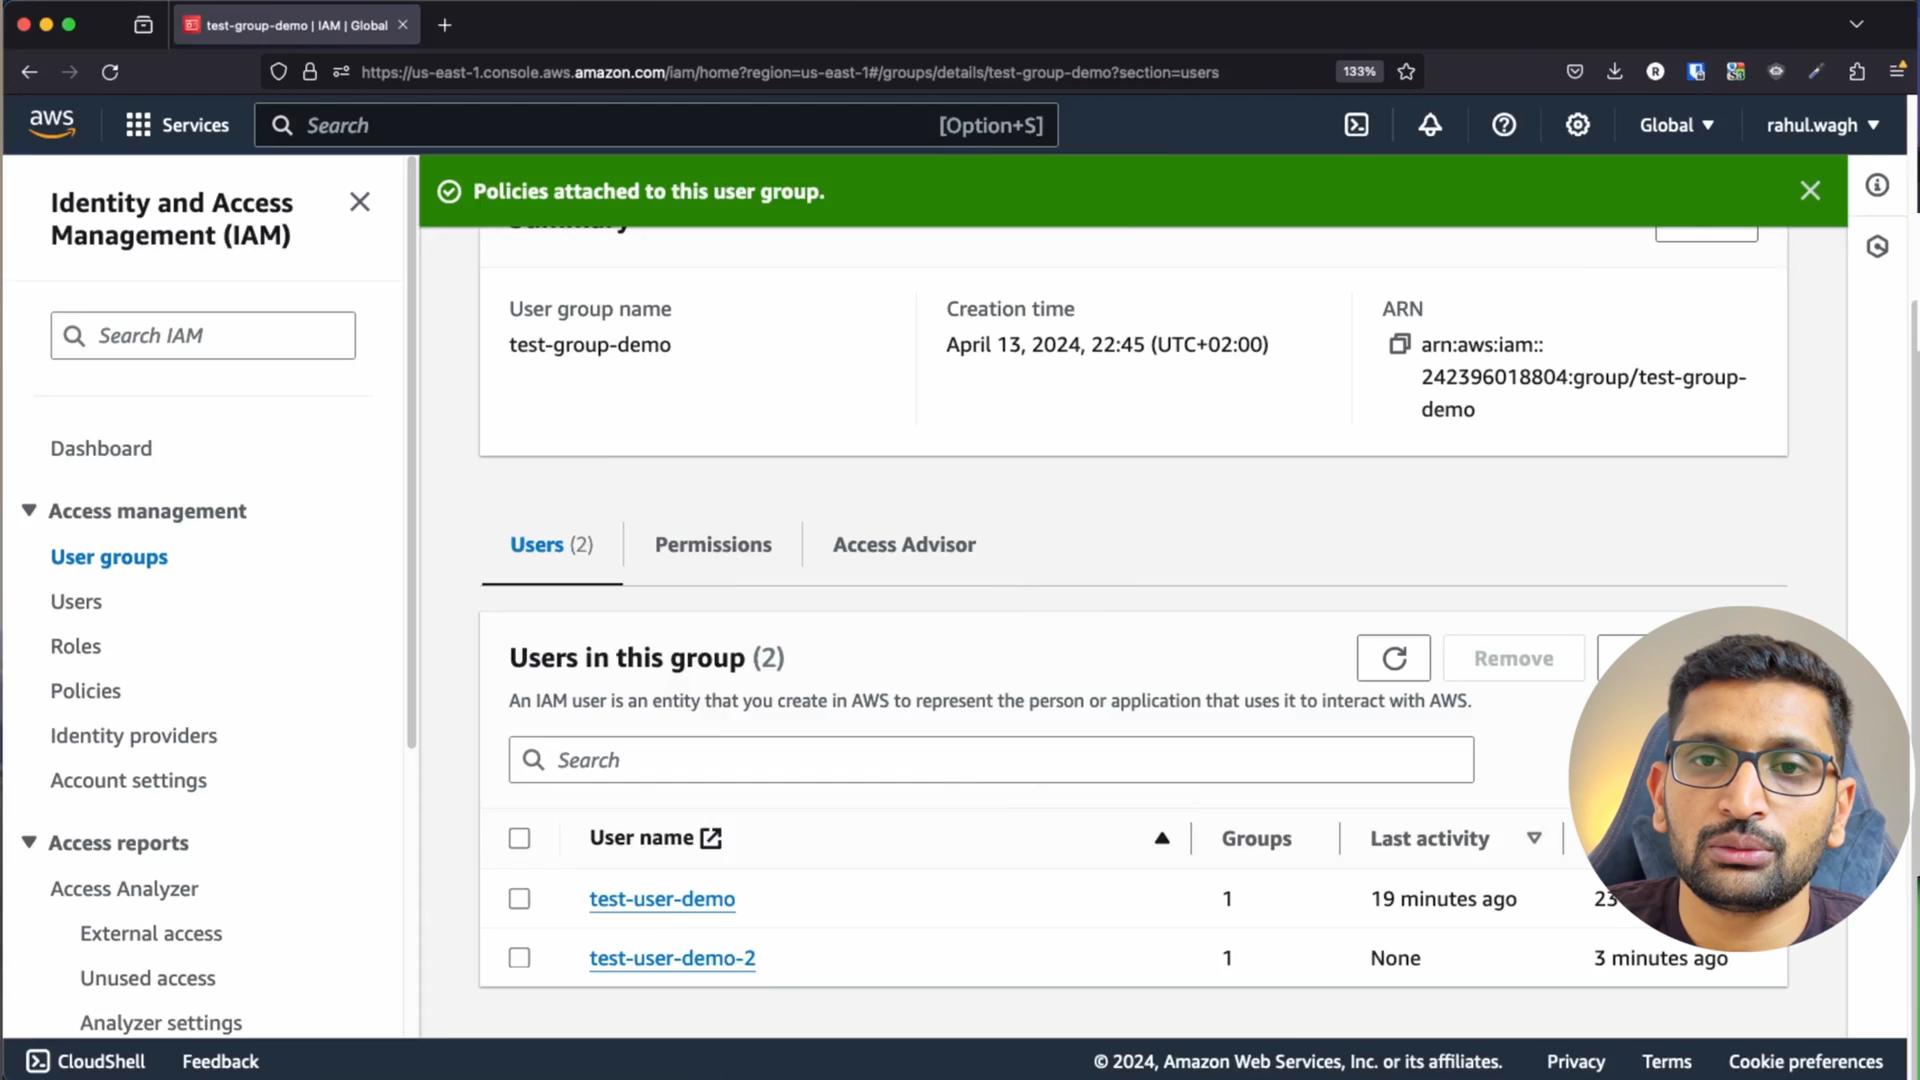 test-group-demo | IAM | Global
https://us-east-1.console.aws.amazon.com/iam/home?region=us-east-1#/groups/details/test-group-demo?section=users
133%
R
aws
Services
Search
[Option+S]
Global
rahul.wagh
Identity and Access
Management (IAM)
Search IAM
Dashboard
Access management
User groups
Users
Roles
Policies
Identity providers
Account settings
Access reports
Access Analyzer
External access
Unused access
Analyzer settings
Policies attached to this user group.
Summary
User group name
test-group-demo
Creation time
April 13, 2024, 22:45 (UTC+02:00)
ARN
arn:aws:iam::
242396018804:group/test-group-
demo
Users (2)
Permissions
Access Advisor
Users in this group (2)
Remove
An IAM user is an entity that you create in AWS to represent the person or application that uses it to interact with AWS.
Search
User name
Groups
Last activity
test-user-demo
1
19 minutes ago
23
test-user-demo-2
1
None
3 minutes ago
CloudShell
Feedback
© 2024, Amazon Web Services, Inc. or its affiliates.
Privacy
Terms
Cookie preferences